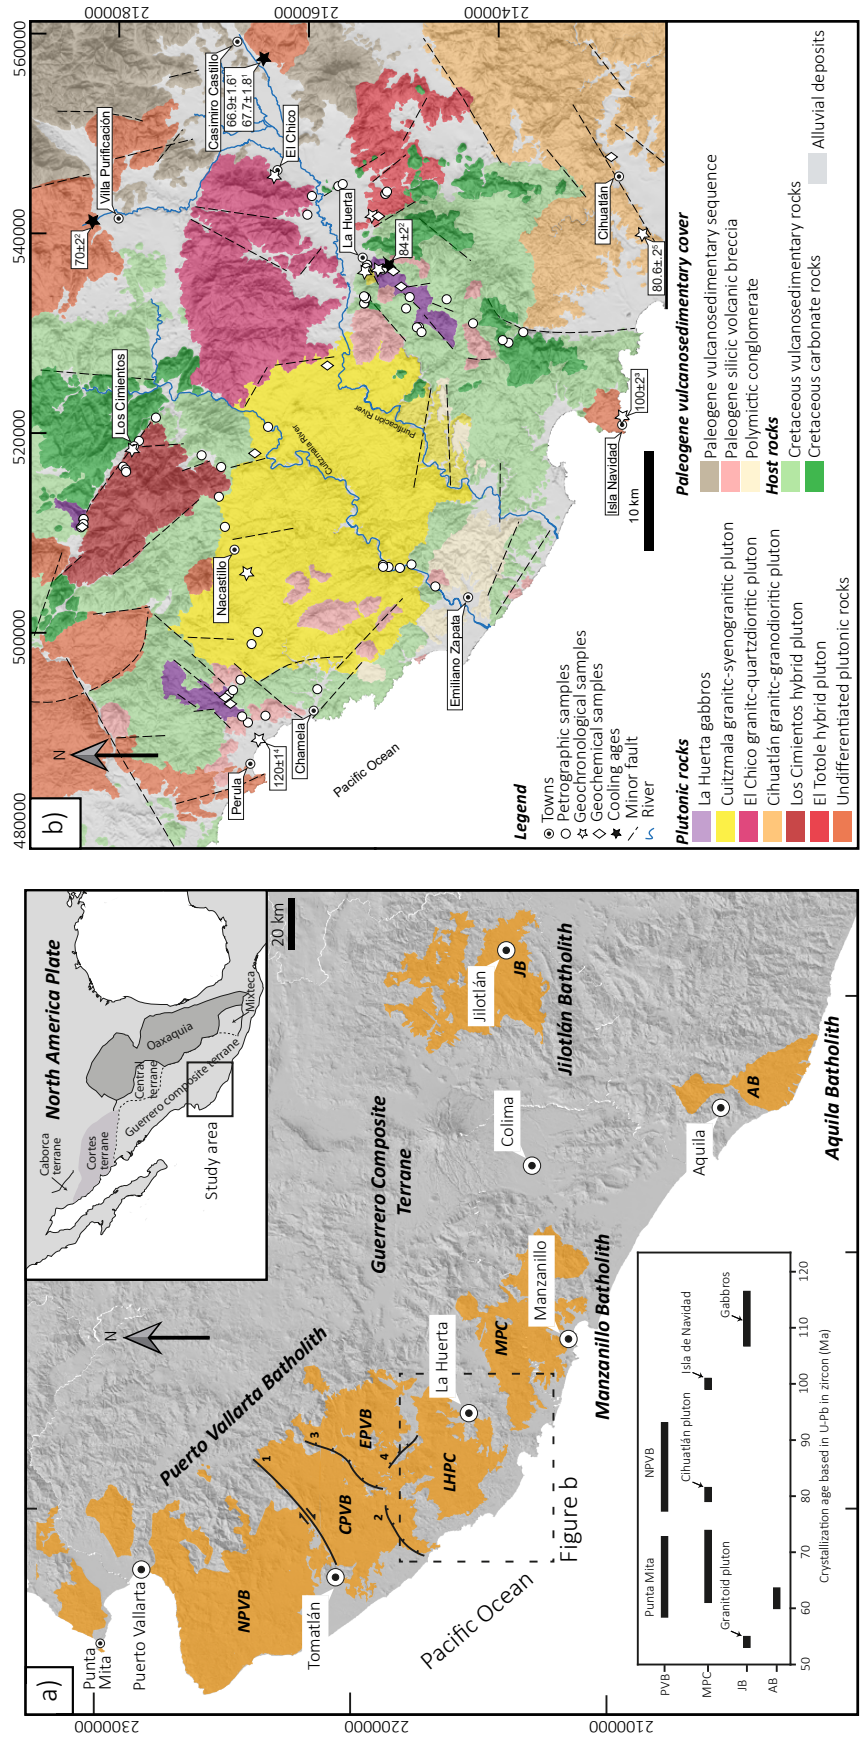 a)
2300000
2200000
2100000
Punta
Mita
Puerto Vallarta
NPVB
Tomatlán
Puerto Vallarta Batholith
CPVB
EPVB
1
2
3
4
LHPC
La Huerta
Figure b
Pacific Ocean
MPC
Manzanillo
Manzanillo Batholith
Guerrero Composite
Terrane
Colima
Jilotlán
JB
Jilotlán Batholith
Aquila
AB
Aquila Batholith
N
20 km
North America Plate
Caborca
terrane
Cortes
terrane
Central
terrane
Oaxaquia
Mixteca
Guerrero composite terrane
Study area
PVB
MPC
JB
AB
Punta Mita
NPVB
Cihuatlán pluton
Isla de Navidad
Granitoid pluton
Gabbros
50
60
70
80
90
100
110
120
Crystallization age based in U-Pb in zircon (Ma)
b)
480000
500000
520000
540000
560000
2180000
2160000
2140000
N
Perula
120±1⁴
Chamela
Pacific Ocean
Nacastillo
Emiliano Zapata
Los Cimientos
Cuitzmala River
Purificación River
70±2²
Villa Purificación
Casimiro Castillo
66.9±1.6¹
67.7±1.8¹
El Chico
La Huerta
84±2²
Cihuatlán
80.6±.2⁵
Isla Navidad
100±2³
10 km
Legend
Towns
Petrographic samples
Geochronological samples
Geochemical samples
Cooling ages
Minor fault
River
Plutonic rocks
La Huerta gabbros
Cuitzmala granitc-syenogranitic pluton
El Chico granitc-quartzdioritic pluton
Cihuatlán granitc-granodioritic pluton
Los Cimientos hybrid pluton
El Totole hybrid pluton
Undifferentiated plutonic rocks
Paleogene vulcanosedimentary cover
Paleogene vulcanosedimentary sequence
Paleogene silicic volcanic breccia
Polymictic conglomerate
Host rocks
Cretaceous vulcanosedimentary rocks
Cretaceous carbonate rocks
Alluvial deposits